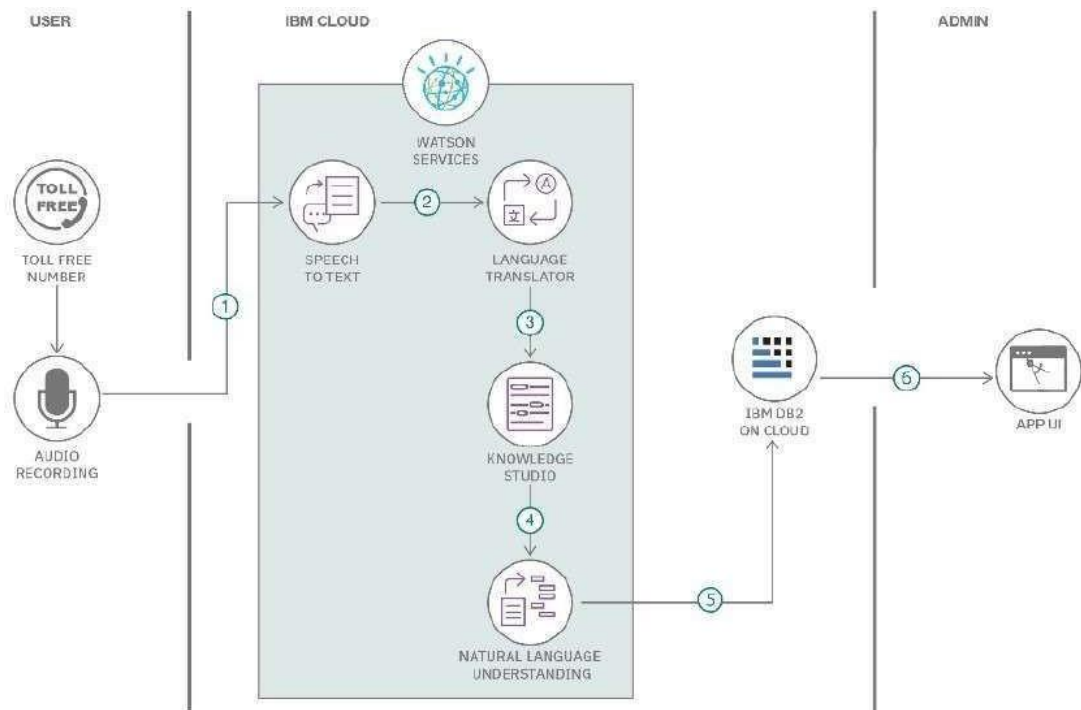 USER
IBM CLOUD
ADMIN
WATSON
SERVICES
TOLL
FREE
TOLL FREE
NUMBER
1
SPEECH
TO TEXT
2
A
文
LANGUAGE
TRANSLATOR
3
AUDIO
RECORDING
KNOWLEDGE
STUDIO
4
NATURAL LANGUAGE
UNDERSTANDING
5
IBM DB2
ON CLOUD
6
APP UI